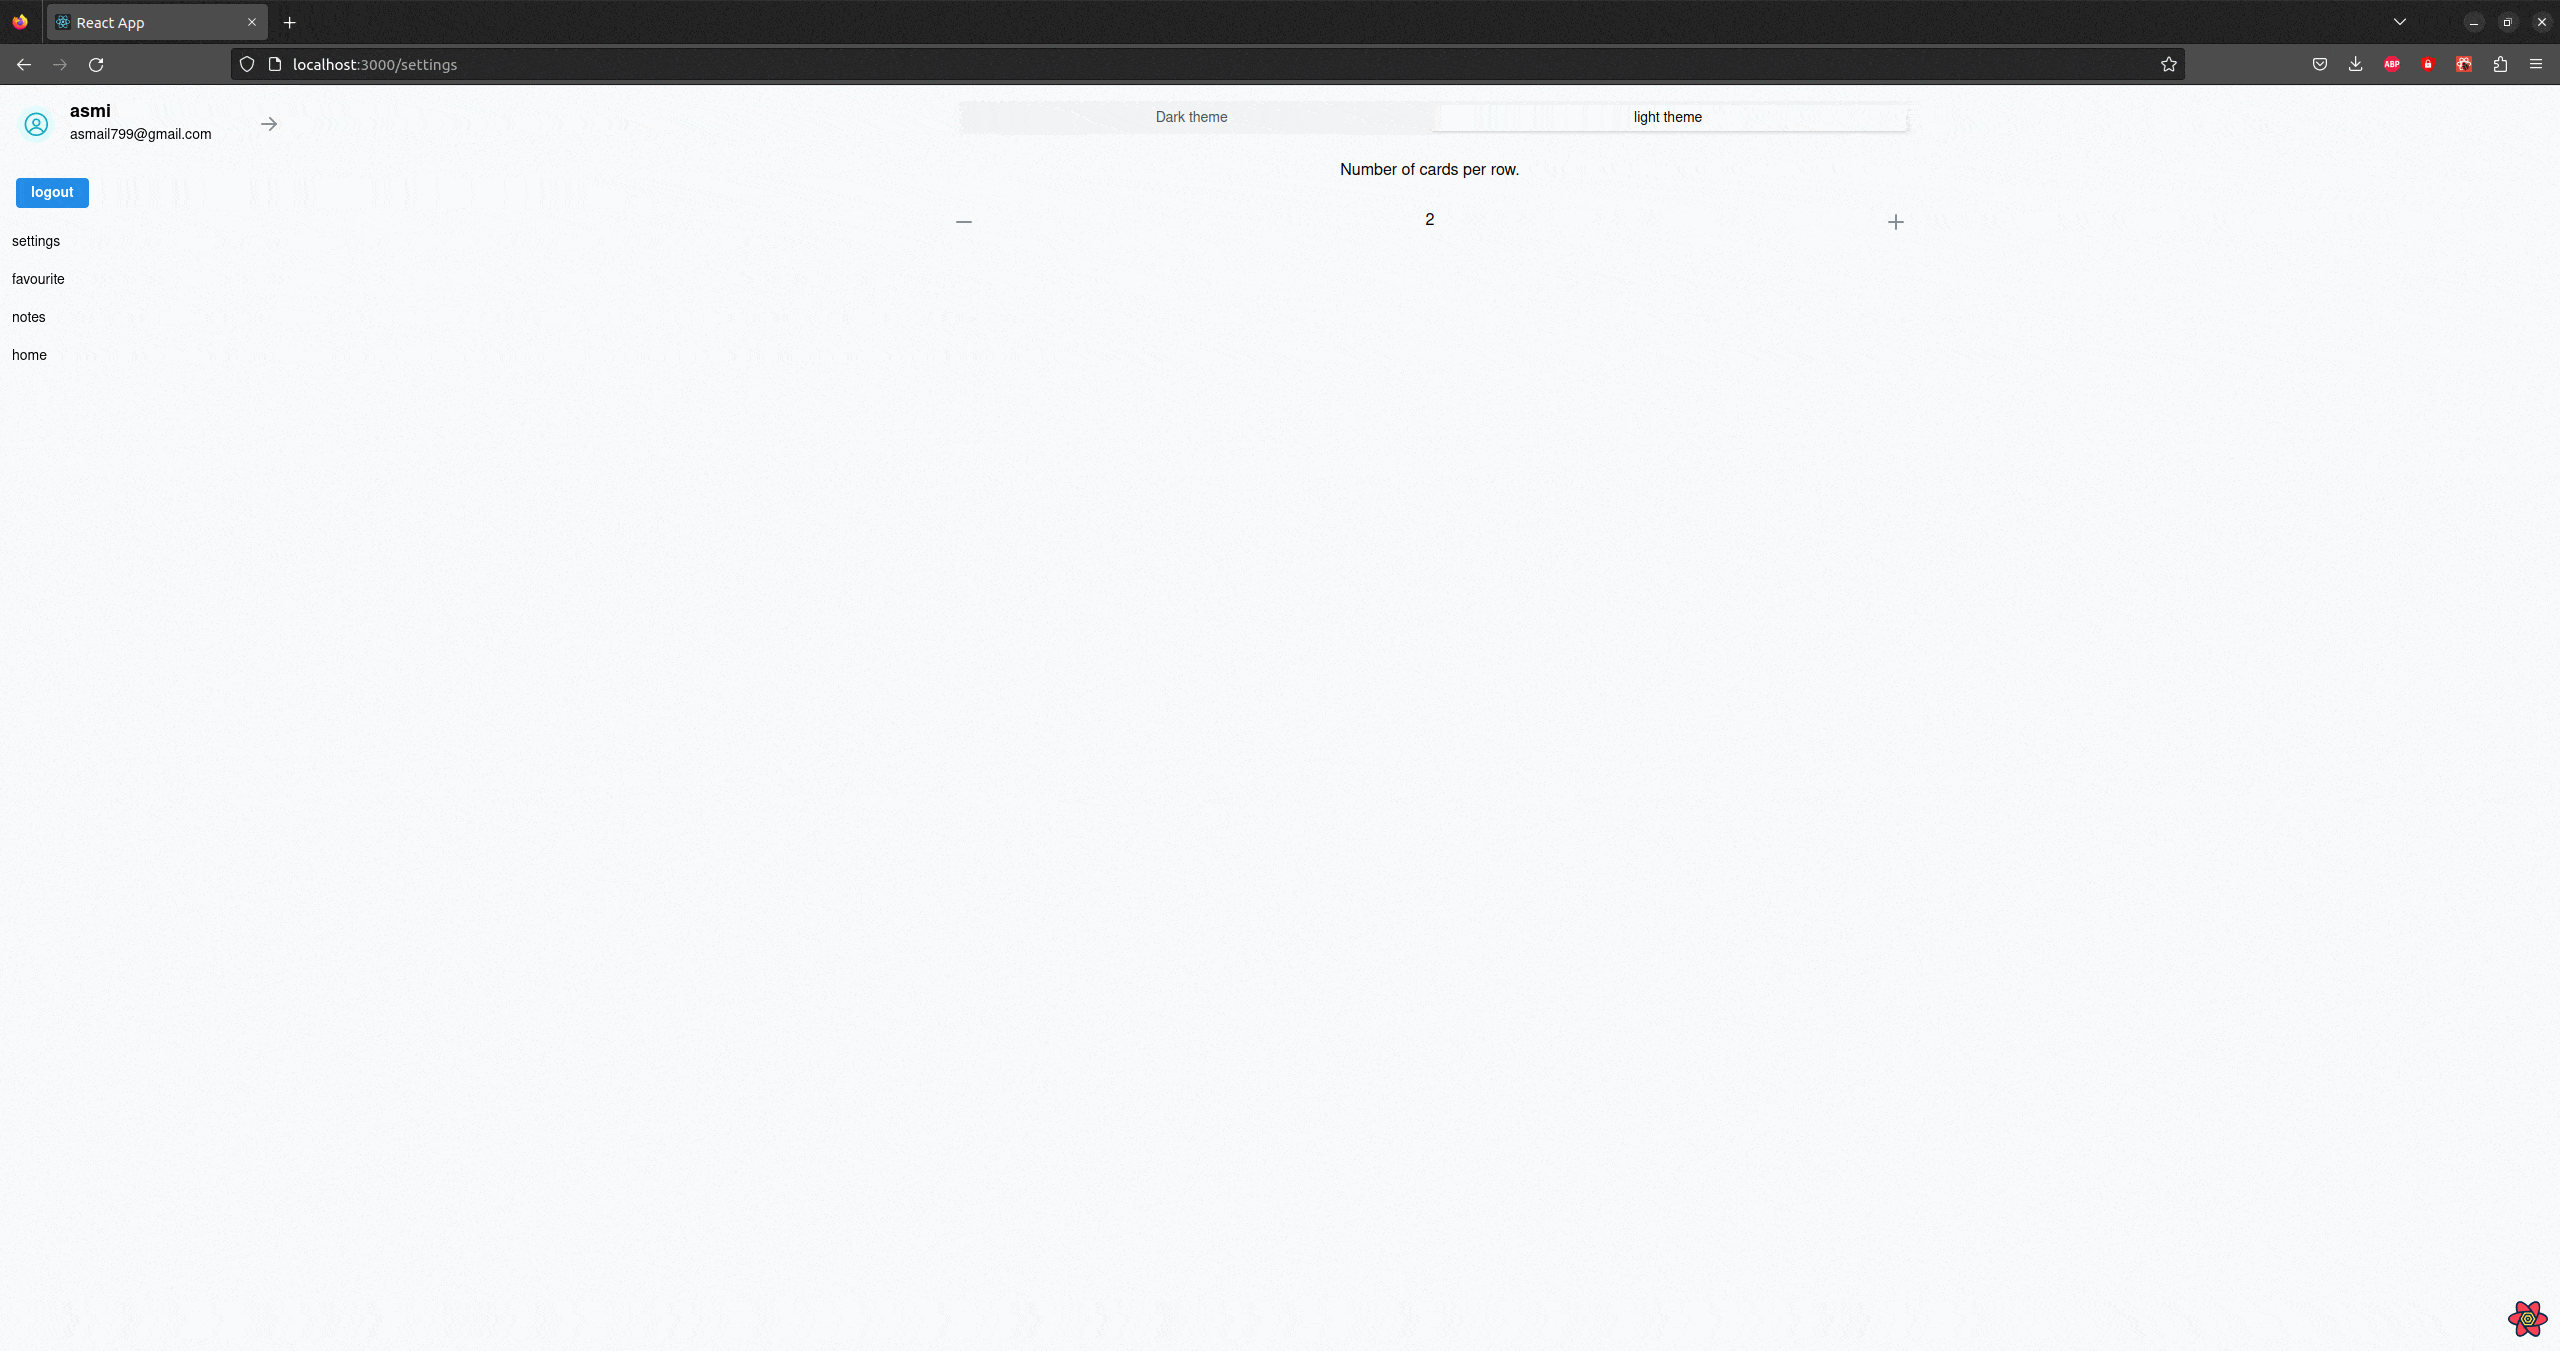 React App
localhost:3000/settings
ABP
asmi
asmail799@gmail.com
Dark theme
light theme
Number of cards per row.
logout
2
settings
favourite
notes
home